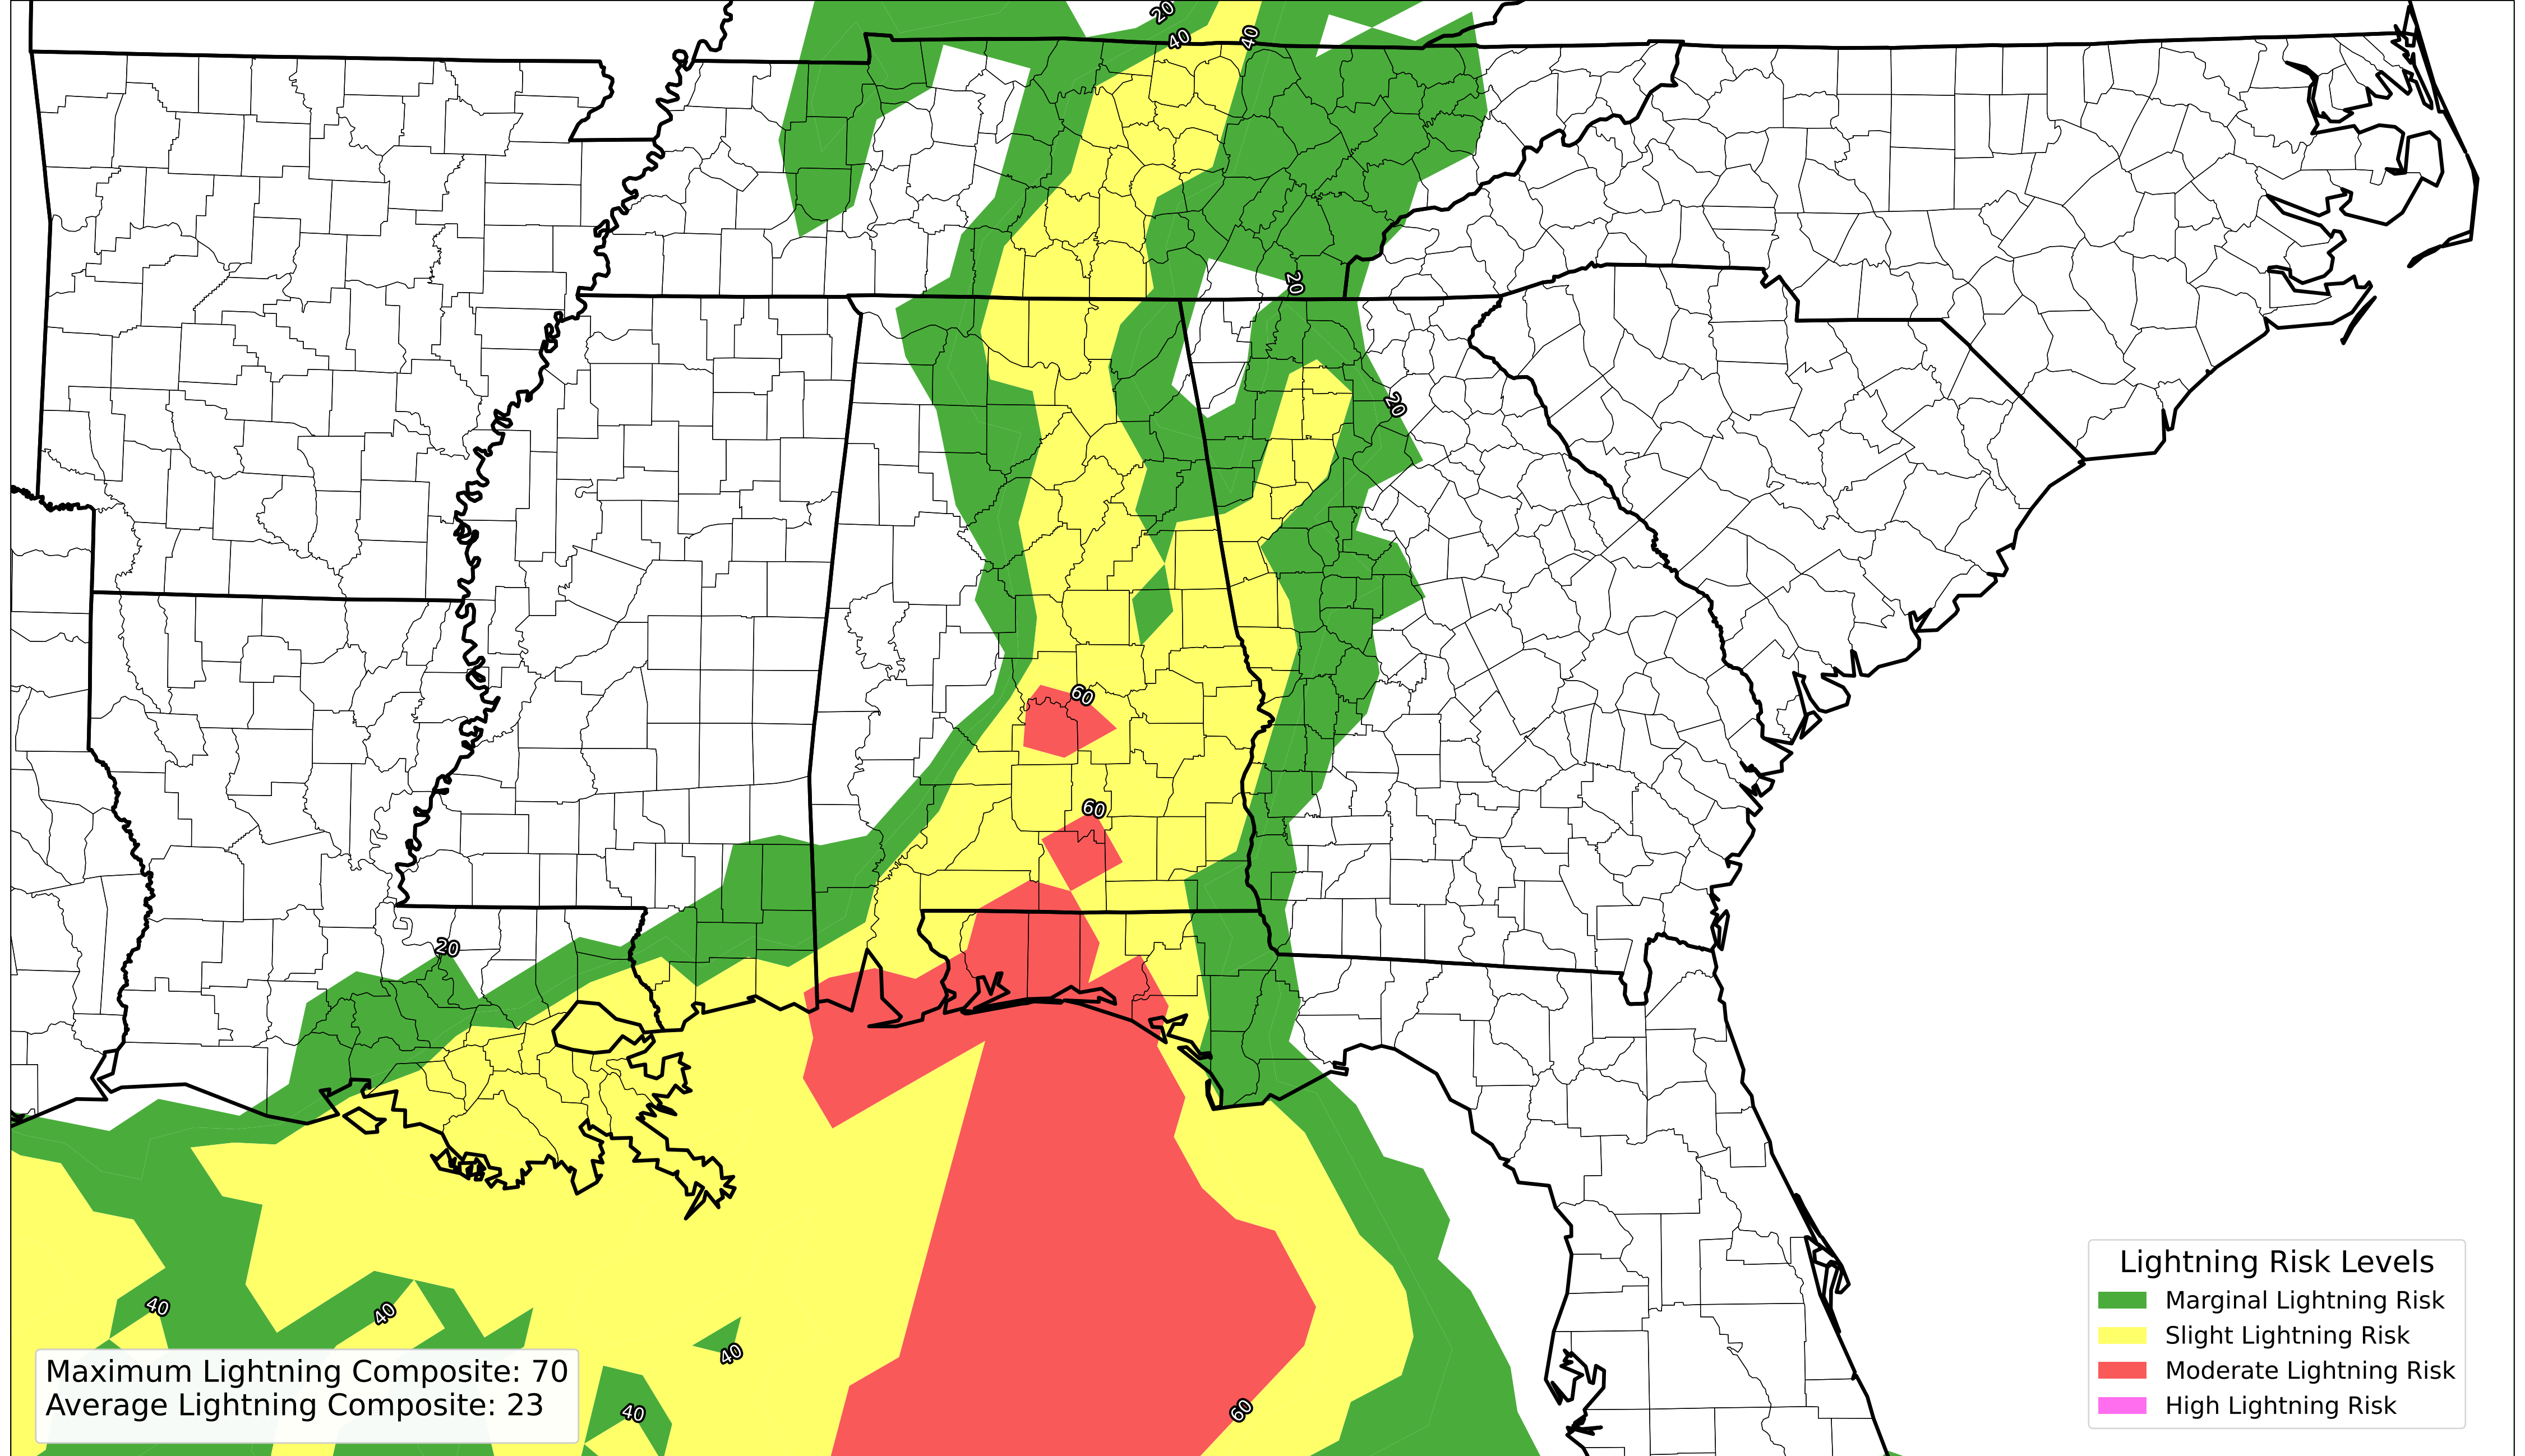 20
40
40
20
20
60
60
20
40
40
40
40
60
Maximum Lightning Composite: 70
Average Lightning Composite: 23
Lightning Risk Levels
Marginal Lightning Risk
Slight Lightning Risk
Moderate Lightning Risk
High Lightning Risk